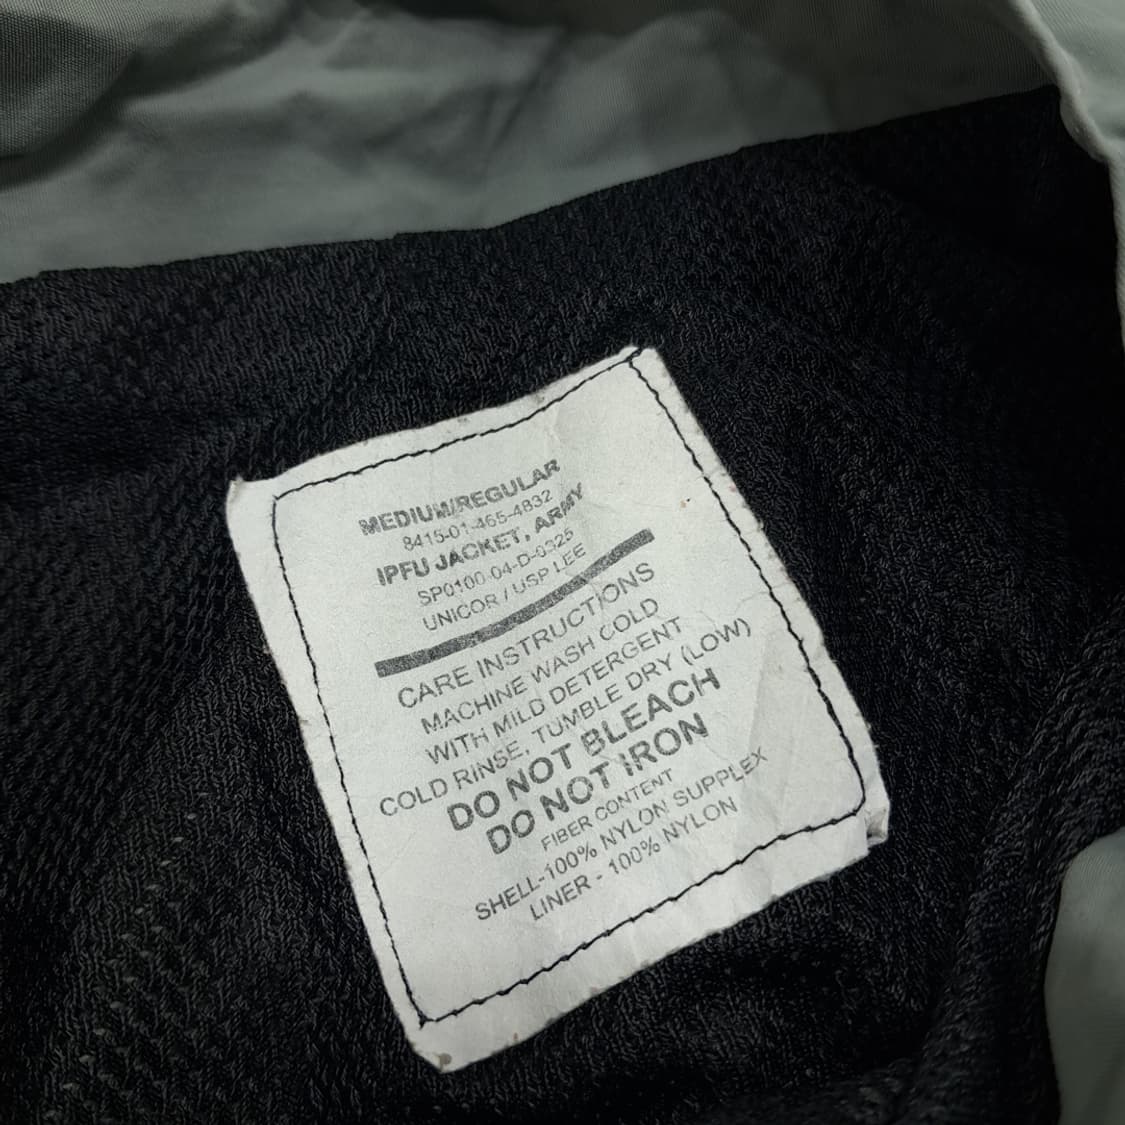 MEDIUM/REGULAR
8415-01-465-4832
IPFU JACKET, ARMY
SP0100-04-D-0325
UNICOR / USP LEE
CARE INSTRUCTIONS
MACHINE WASH COLD
WITH MILD DETERGENT
COLD RINSE, TUMBLE DRY (LOW)
DO NOT BLEACH
DO NOT IRON
FIBER CONTENT
SHELL-100% NYLON SUPPLEX
LINER - 100% NYLON